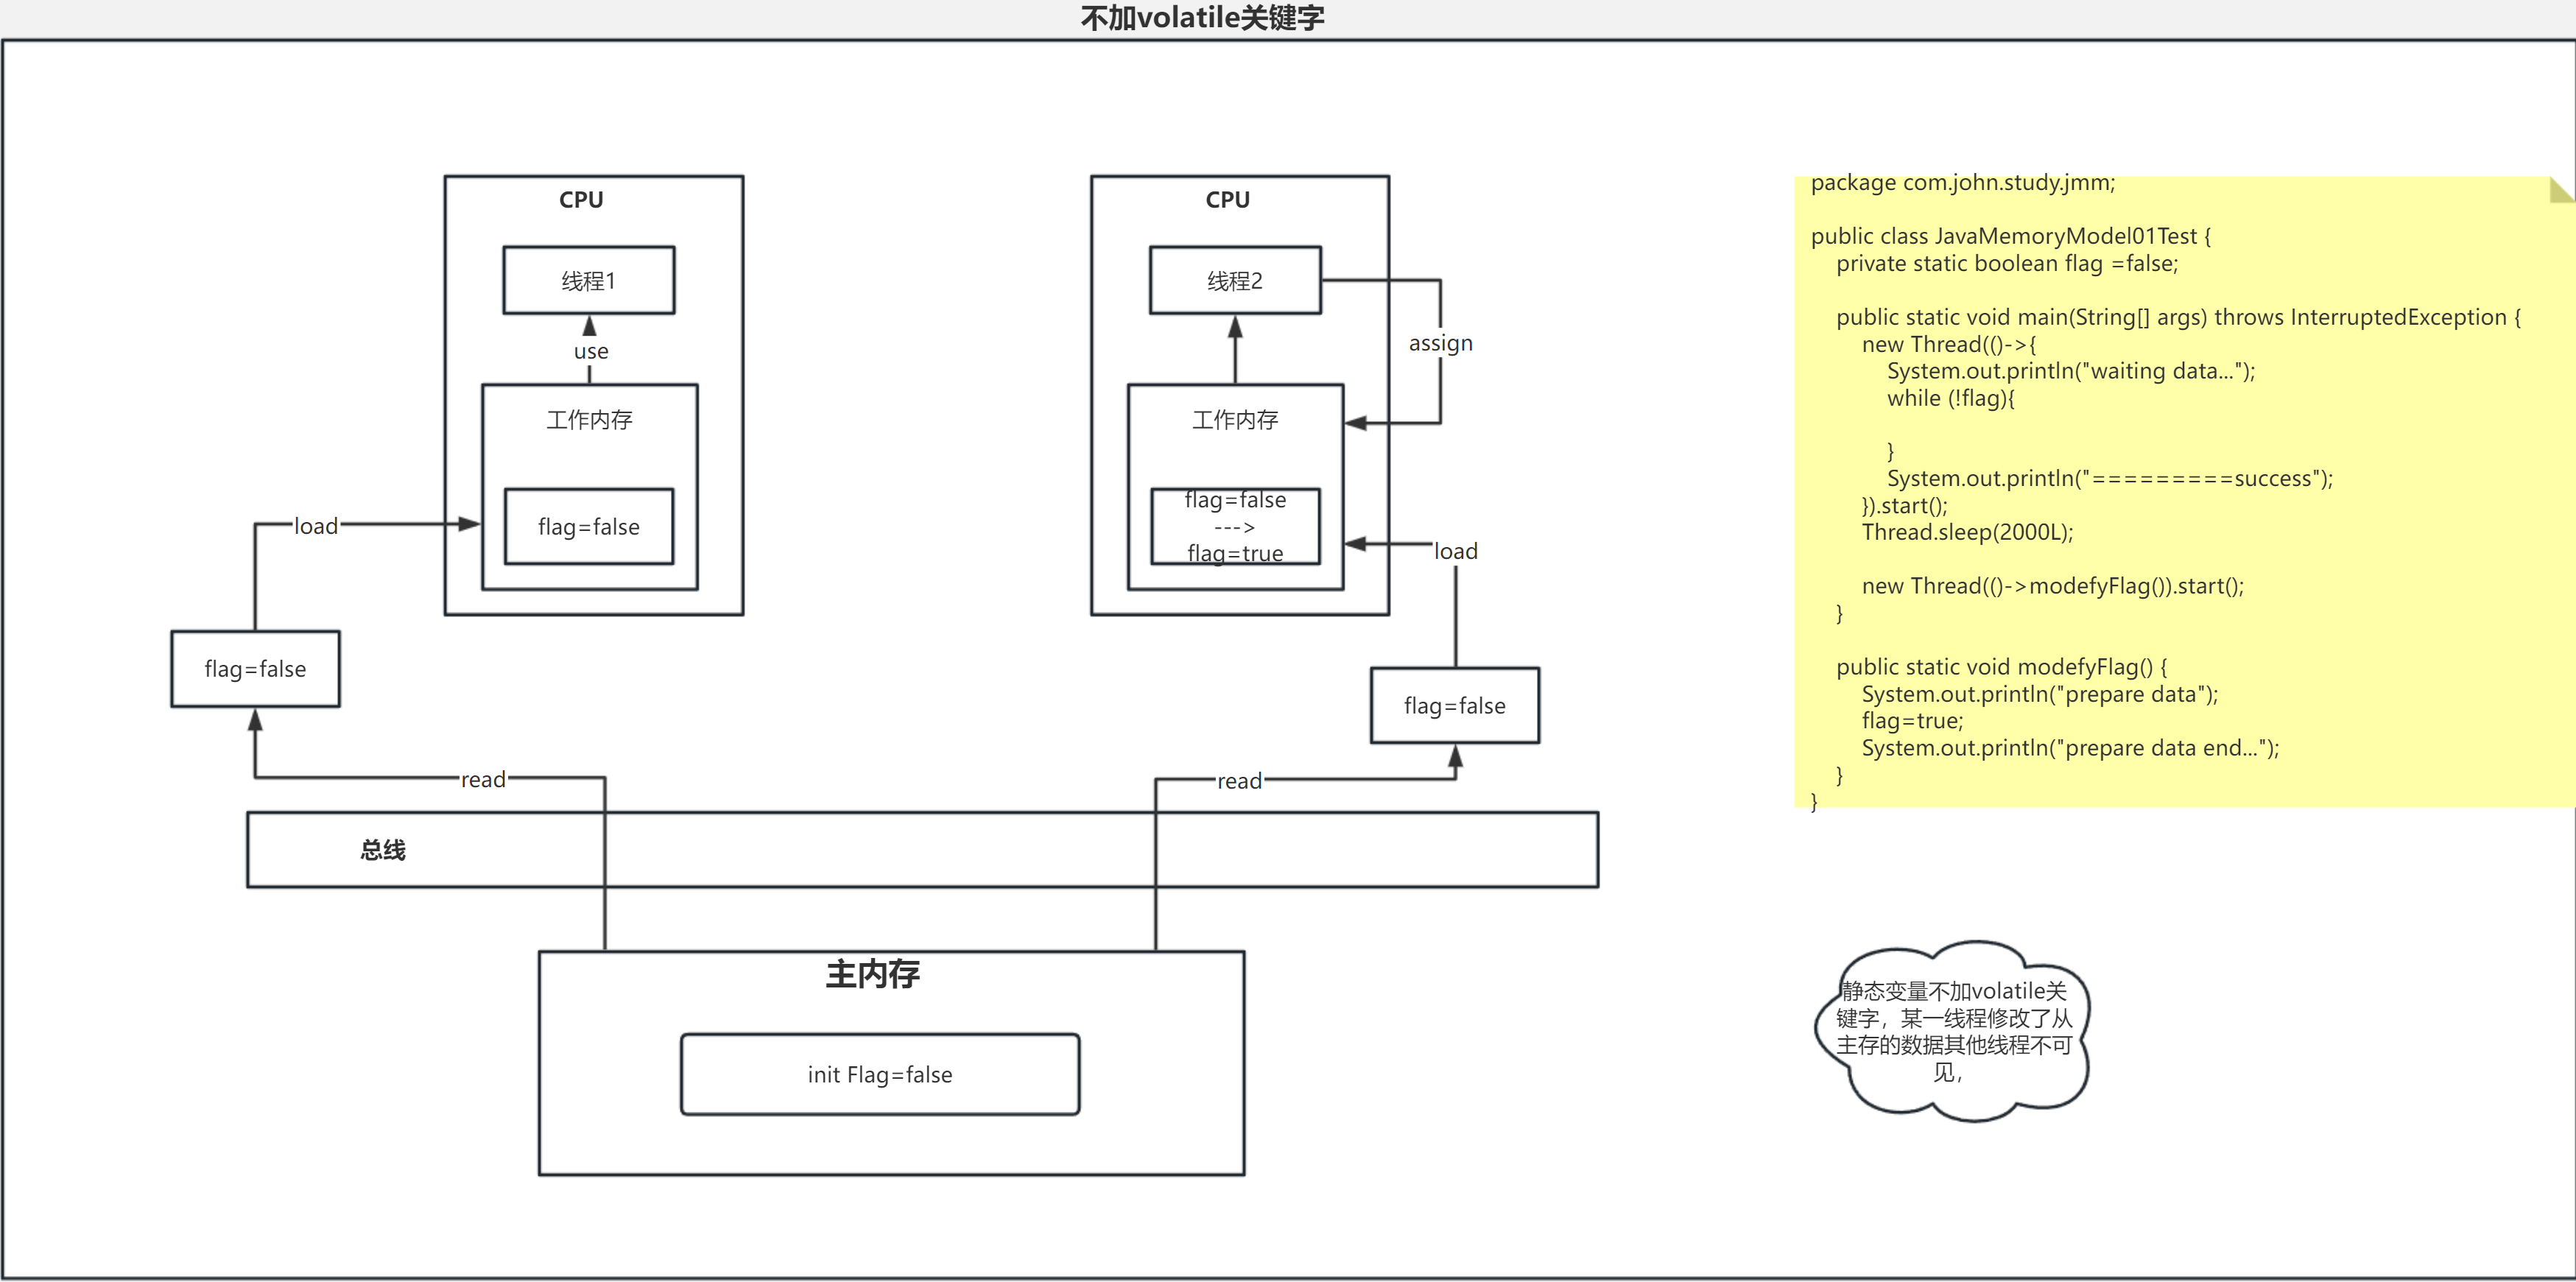 不加volatile关键字
CPU
线程1
use
工作内存
flag=false
load
flag=false
read
CPU
线程2
assign
工作内存
flag=false
--->
flag=true
load
flag=false
read
总线
主内存
init Flag=false
package com.john.study.jmm;
public class JavaMemoryModel01Test {
private static boolean flag =false;
public static void main(String[] args) throws InterruptedException {
new Thread(()->{
System.out.println("waiting data...");
while (!flag){
}
System.out.println("=========success");
}).start();
Thread.sleep(2000L);
new Thread(()->modefyFlag()).start();
}
public static void modefyFlag() {
System.out.println("prepare data");
flag=true;
System.out.println("prepare data end...");
}
}
静态变量不加volatile关
键字，某一线程修改了从
主存的数据其他线程不可
见，